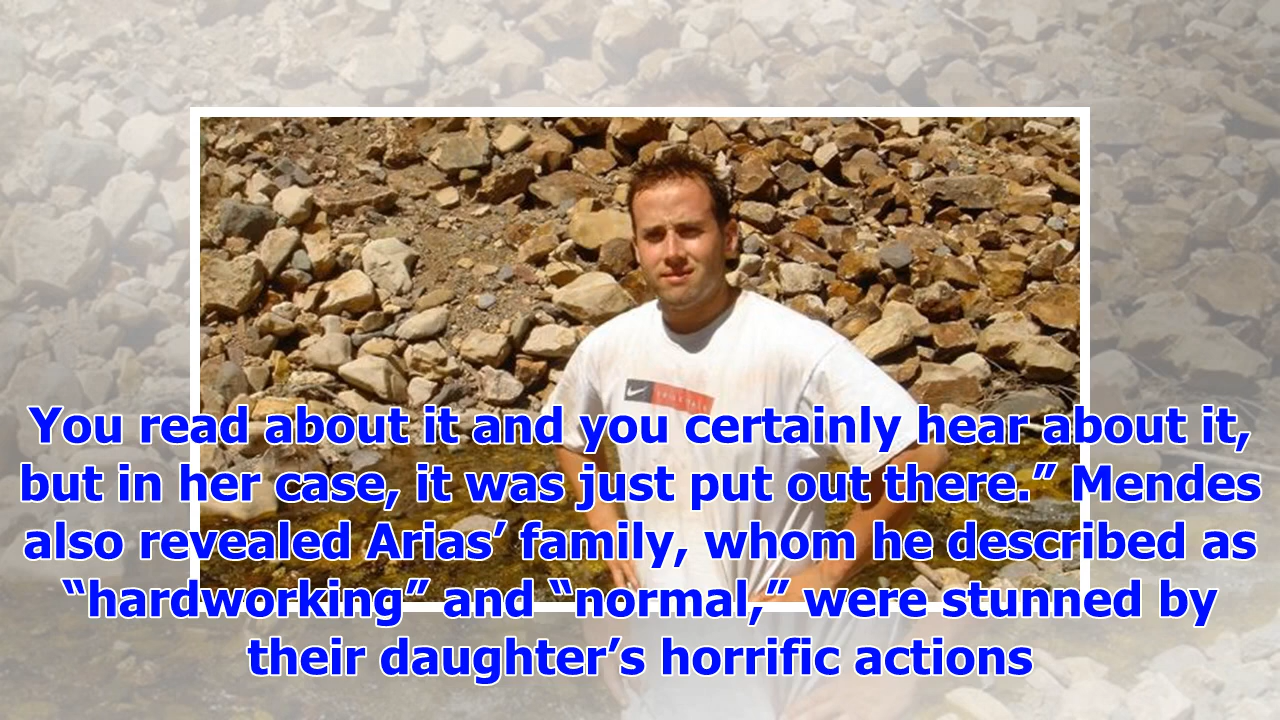 You read about it and you certainly hear about it,
but in her case, it was just put out there.” Mendes
also revealed Arias’ family, whom he described as
“hardworking” and “normal,” were stunned by
their daughter’s horrific actions